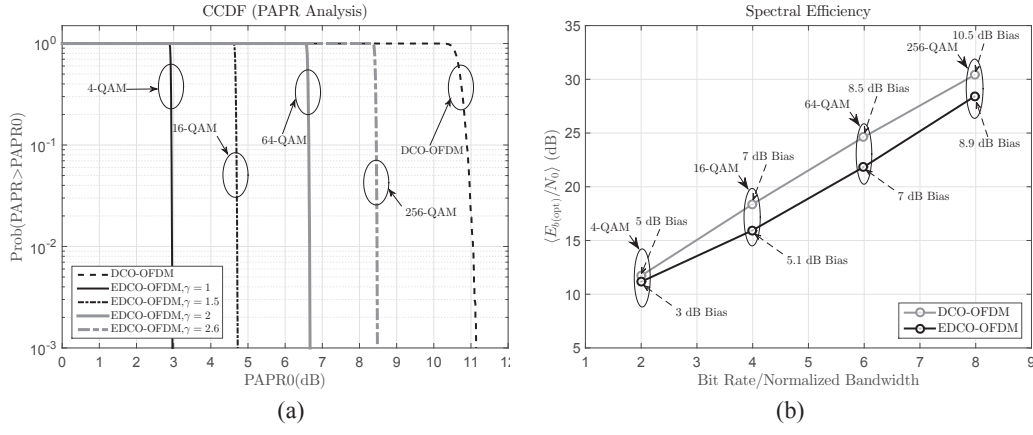 CCDF (PAPR Analysis)
Prob(PAPR>PAPR0)
10^0
10^-1
10^-2
10^-3
4-QAM
16-QAM
64-QAM
DCO-OFDM
256-QAM
DCO-OFDM
EDCO-OFDM,γ = 1
EDCO-OFDM,γ = 1.5
EDCO-OFDM,γ = 2
EDCO-OFDM,γ = 2.6
0 1 2 3 4 5 6 7 8 9 10 11 12
PAPR0(dB)
(a)
Spectral Efficiency
⟨E_b(opt)/N_0⟩ (dB)
35
30
25
20
15
10
5
10.5 dB Bias
256-QAM
8.5 dB Bias
64-QAM
8.9 dB Bias
7 dB Bias
16-QAM
7 dB Bias
5 dB Bias
4-QAM
5.1 dB Bias
3 dB Bias
DCO-OFDM
EDCO-OFDM
1 2 3 4 5 6 7 8 9
Bit Rate/Normalized Bandwidth
(b)